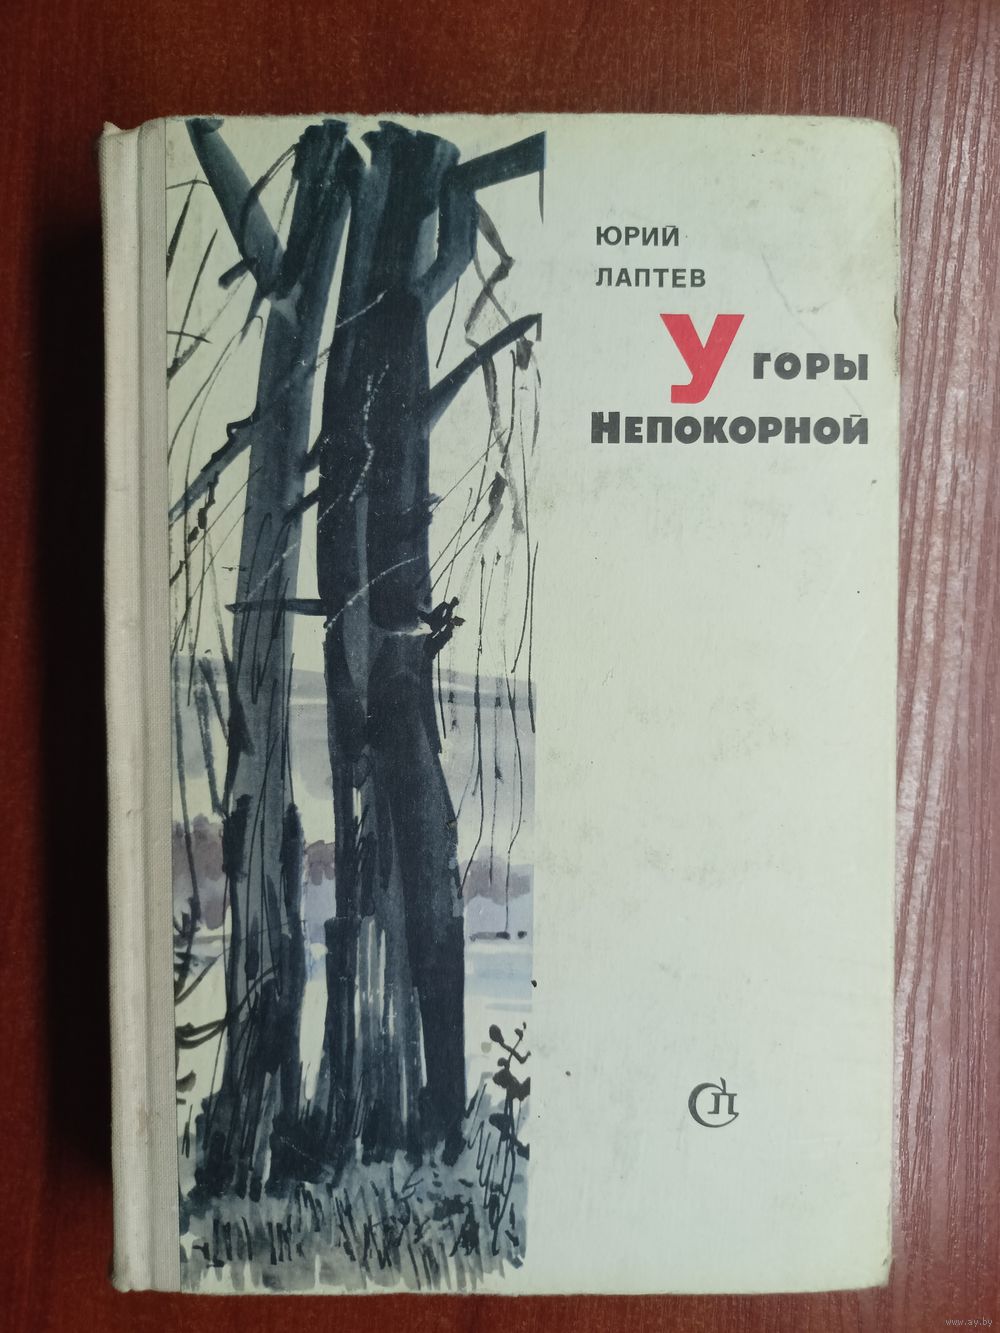 ЮРИЙ
ЛАПТЕВ
У ГОРЫ
НЕПОКОРНОЙ
СП
www.ay.by